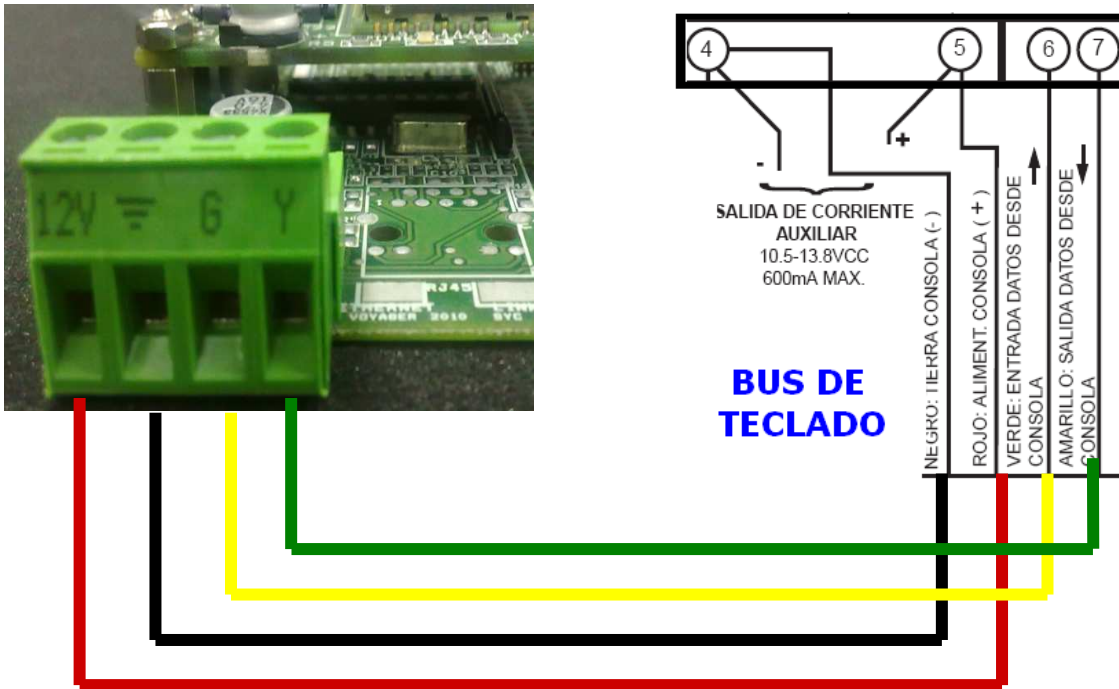 12V
G
Y
RJ45
ETHERNET
VOYAGER 2010
4
5
6
7
-
+
SALIDA DE CORRIENTE
AUXILIAR
10.5-13.8VCC
600mA MAX.
NEGRO: TIERRA CONSOLA (-)
ROJO: ALIMENT. CONSOLA (+)
VERDE: ENTRADA DATOS DESDE
CONSOLA
AMARILLO: SALIDA DATOS DESDE
CONSOLA
BUS DE
TECLADO